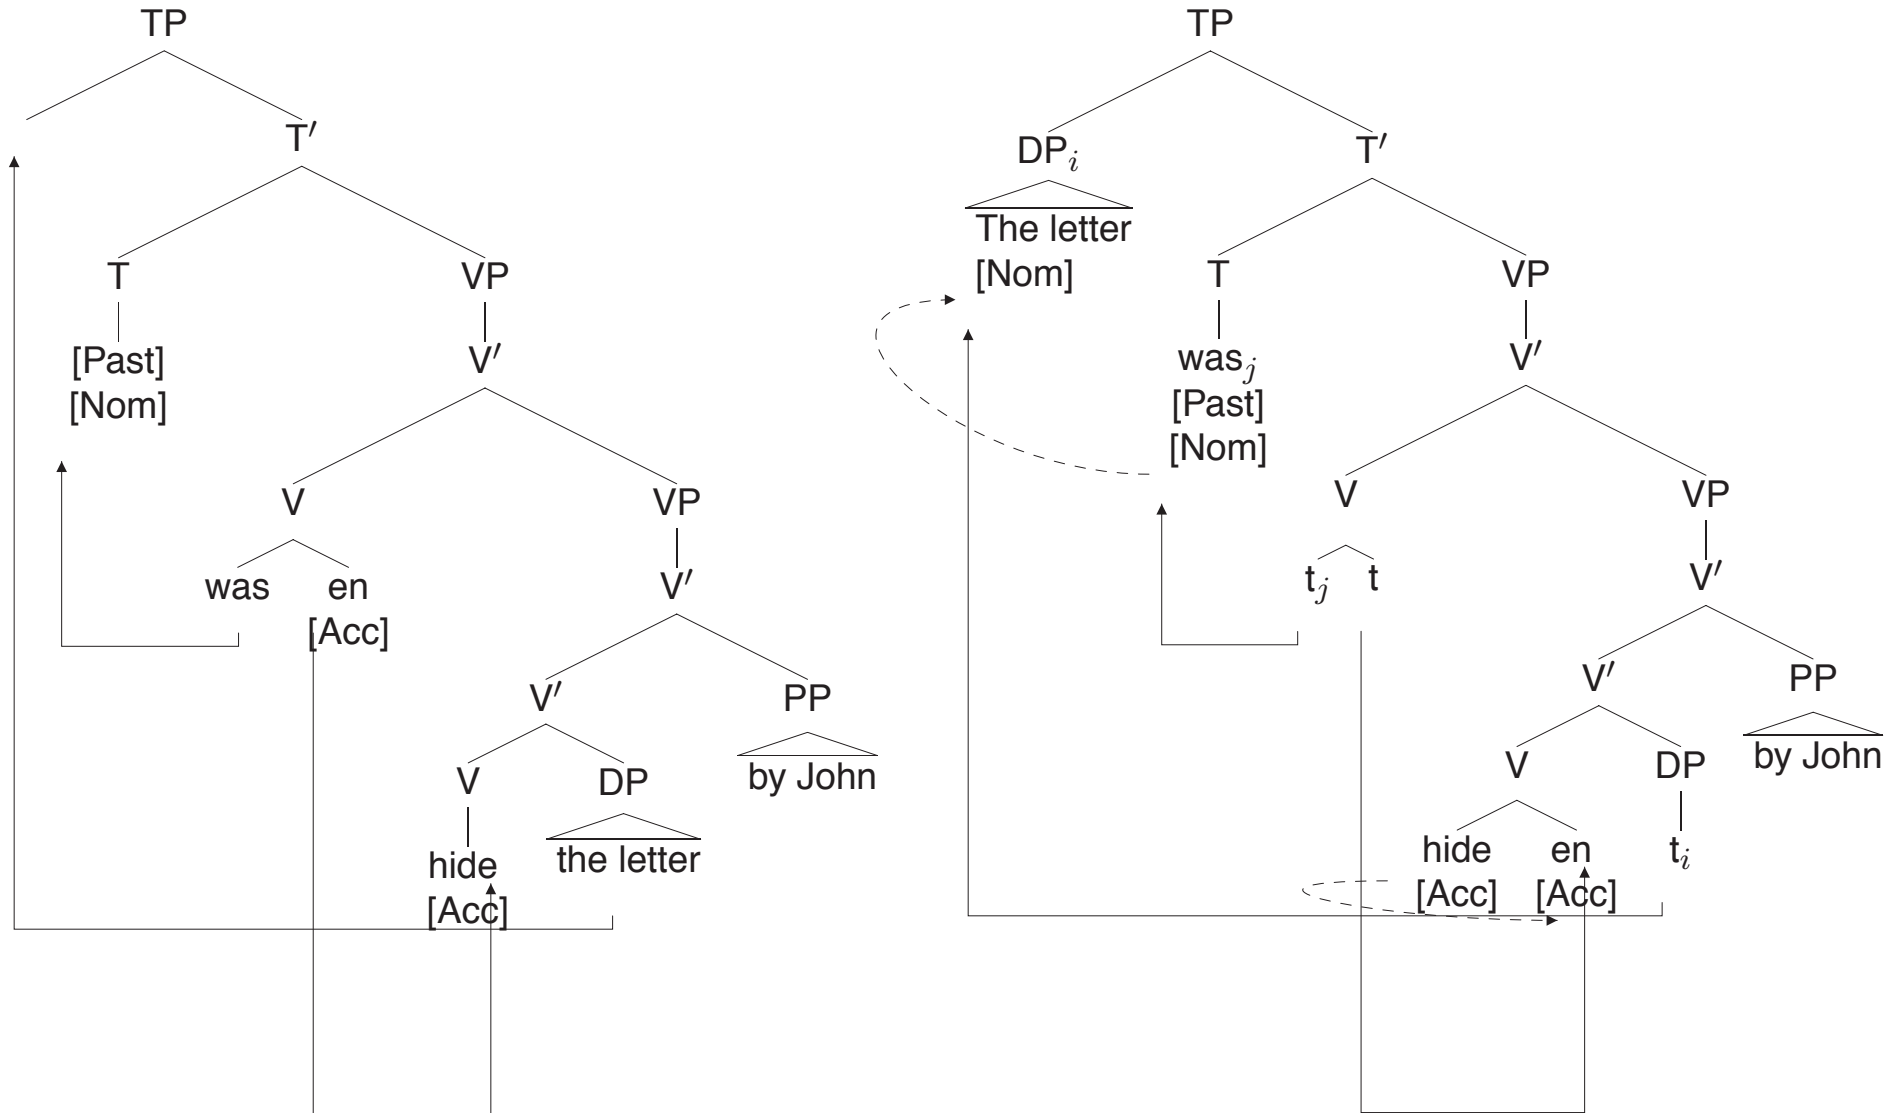 TP
T′
T VP
[Past]
[Nom]
V′
V VP
was en
[Acc]
V′
V′ PP
by John
V DP
hide the letter
[Acc]
TP
DPi T′
The letter
[Nom]
T VP
wasj
[Past]
[Nom]
V′
V VP
tj t
V′
V′ PP
by John
V DP
hide en ti
[Acc] [Acc]